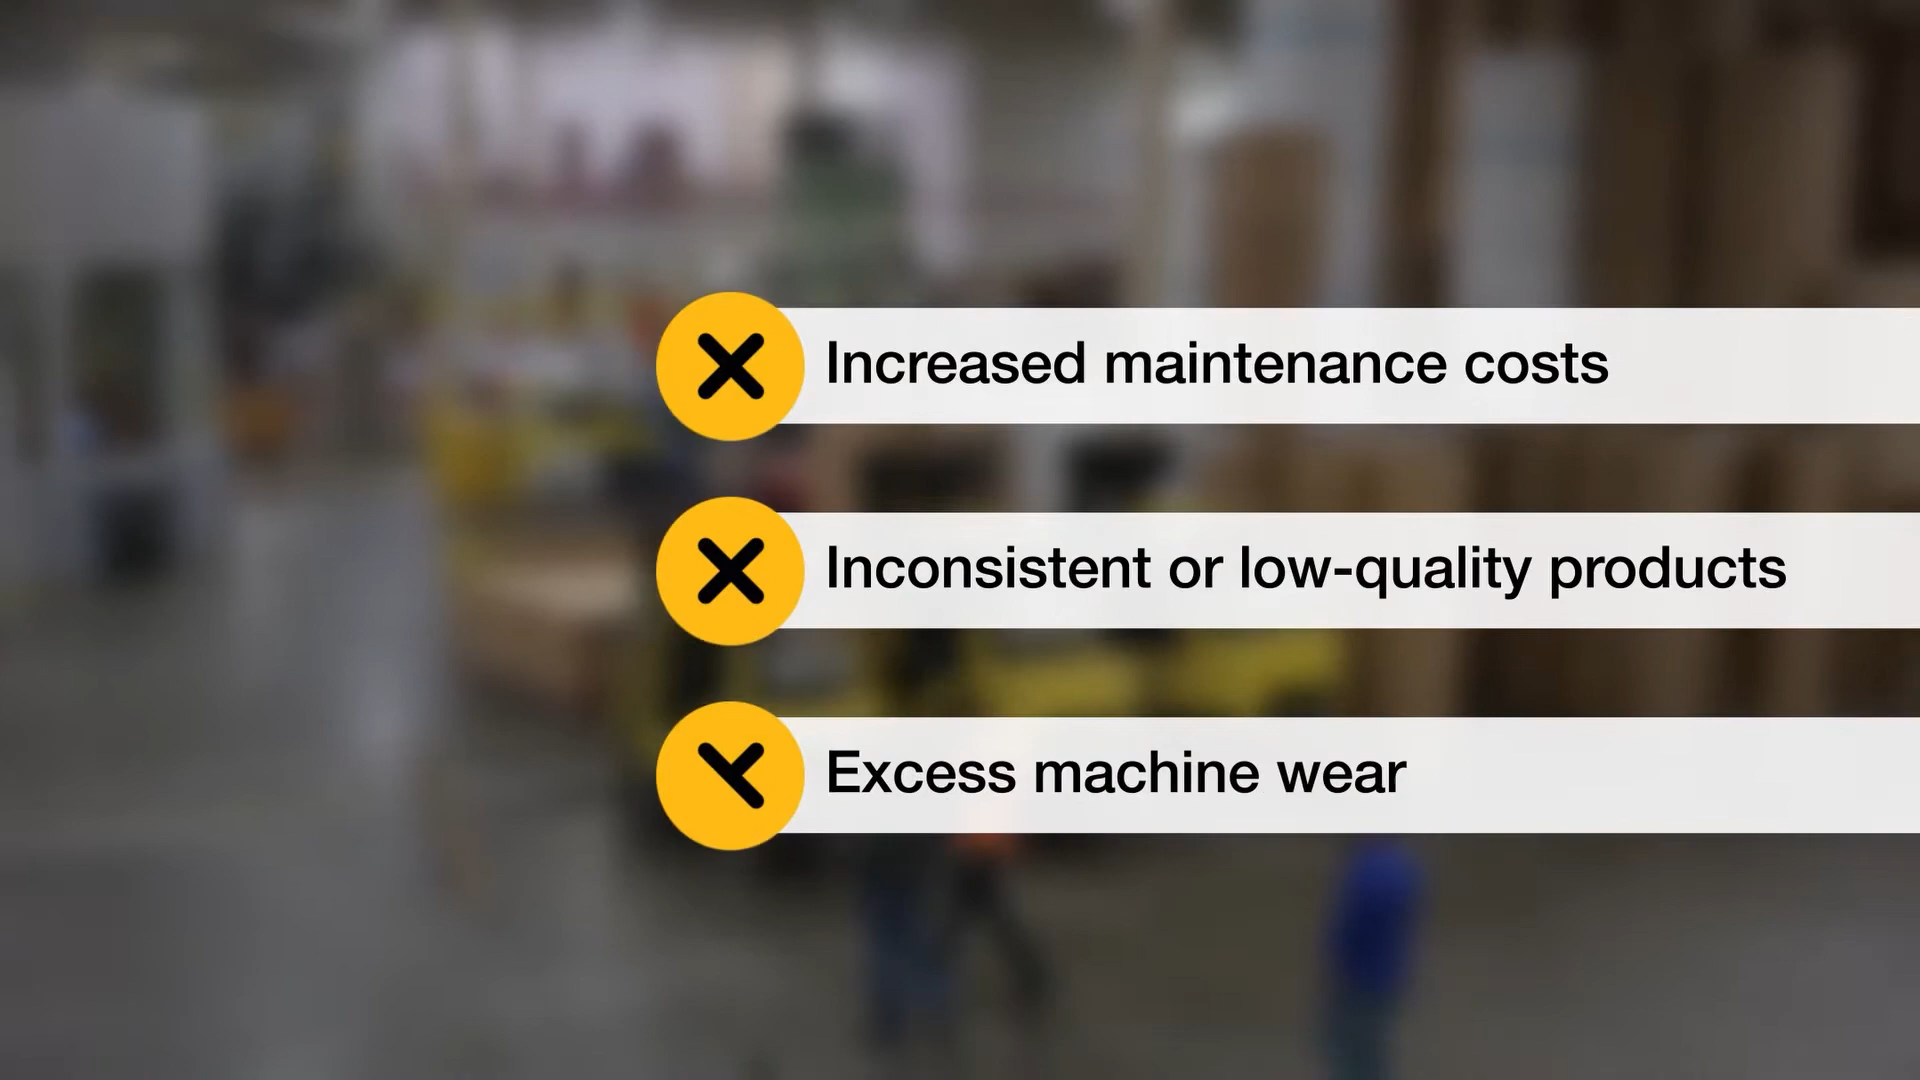 Increased maintenance costs
Inconsistent or low-quality products
Excess machine wear